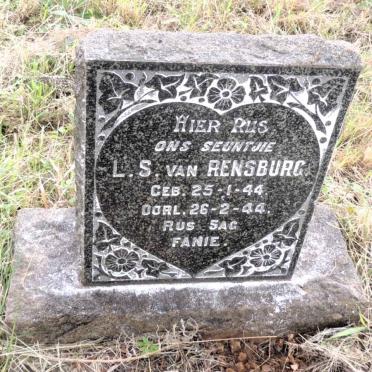 HIER RUS
ONS SEUNTJIE
L.S. VAN RENSBURG.
GEB. 25-1-44
OORL. 26-2-44.
RUS SAG
FANIE.